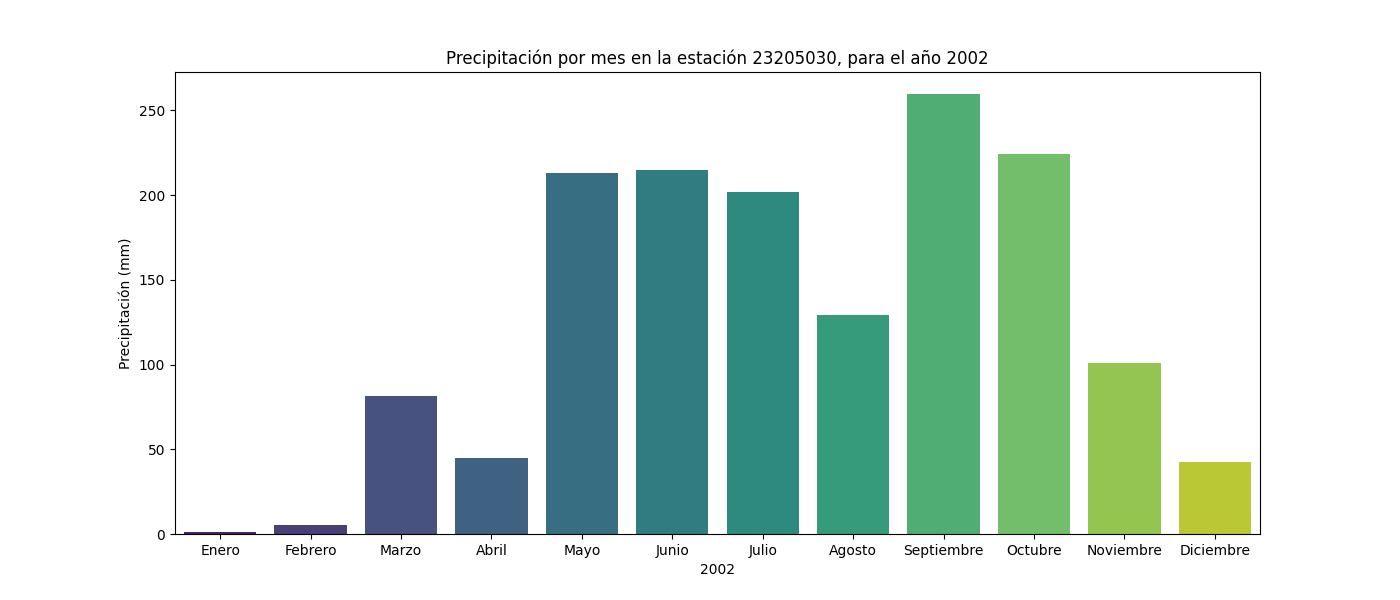 Precipitación por mes en la estación 23205030, para el año 2002
Precipitación (mm)
250
200
150
100
50
0
Enero Febrero Marzo Abril Mayo Junio Julio Agosto Septiembre Octubre Noviembre Diciembre
2002